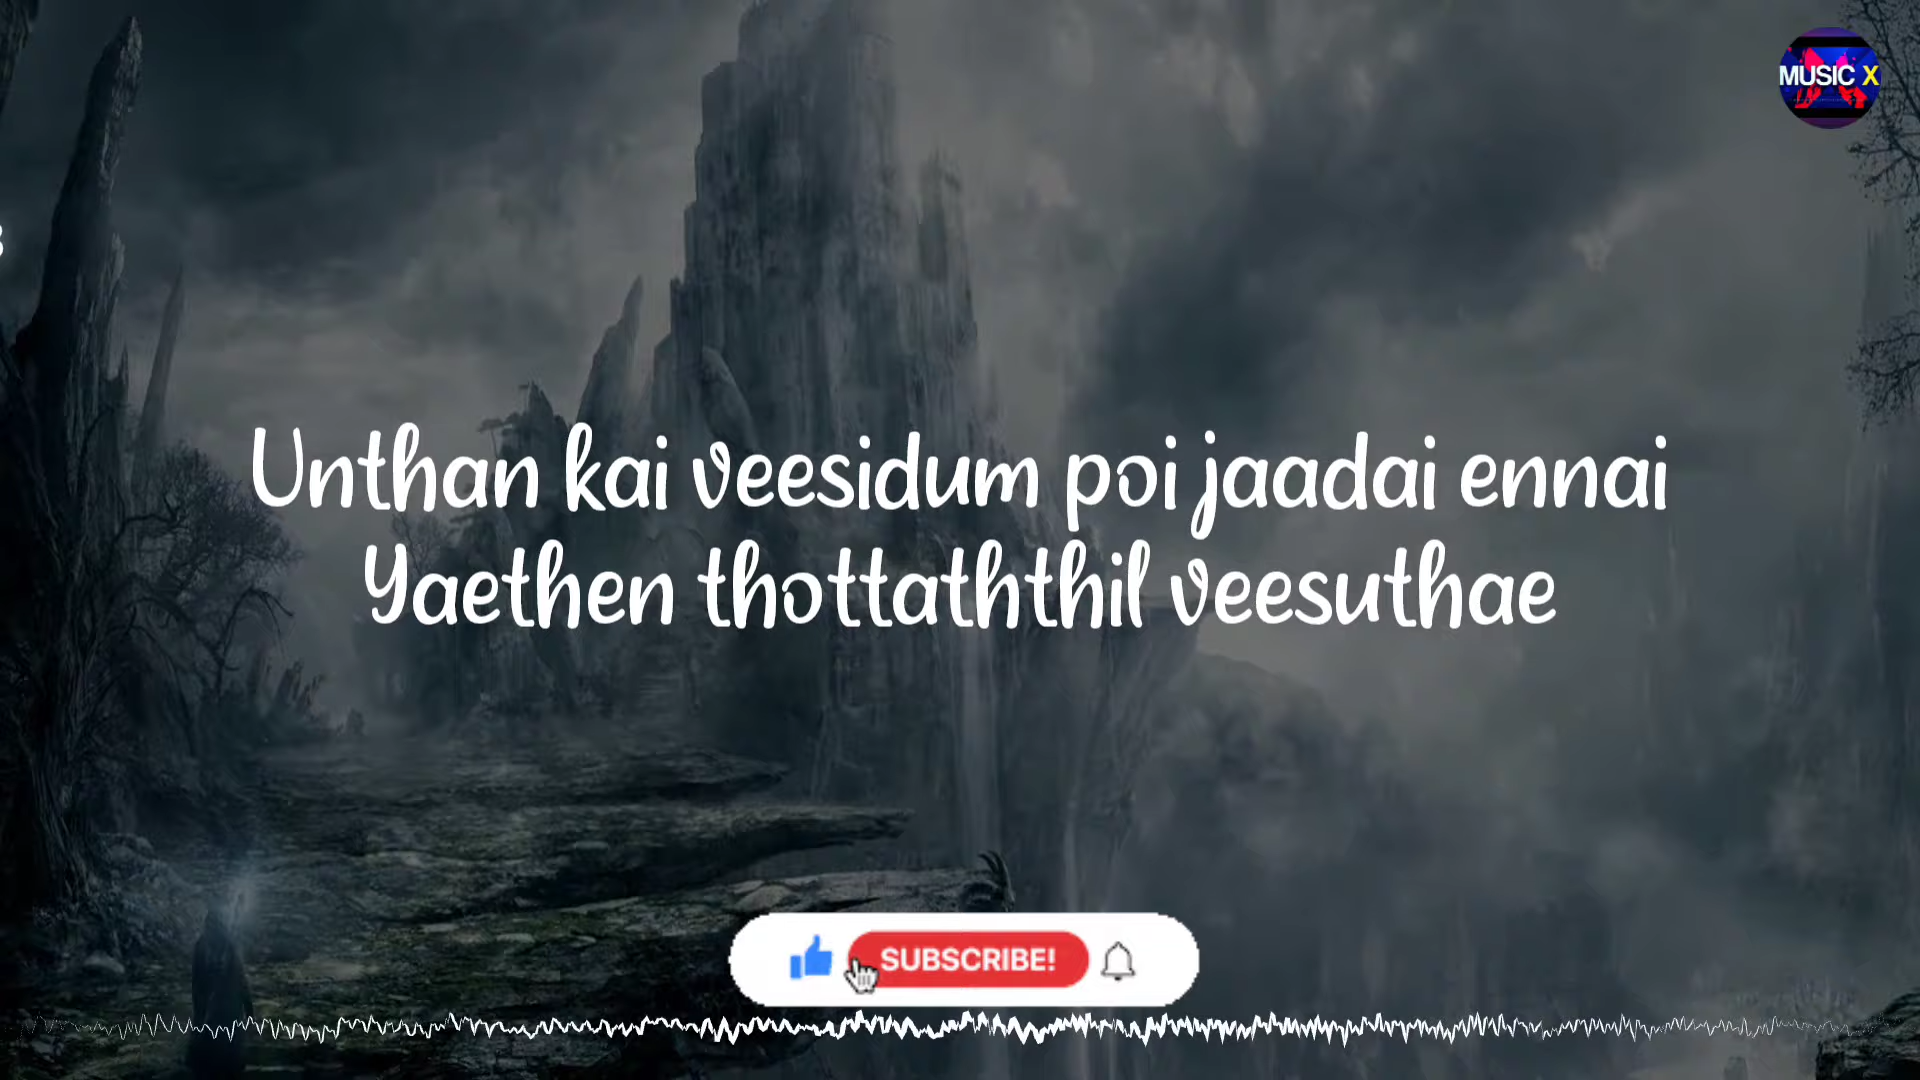 MUSIC X
Unthan kai veesidum poi jaadai ennai
Yaethen thottaththil veesuthae
SUBSCRIBE!